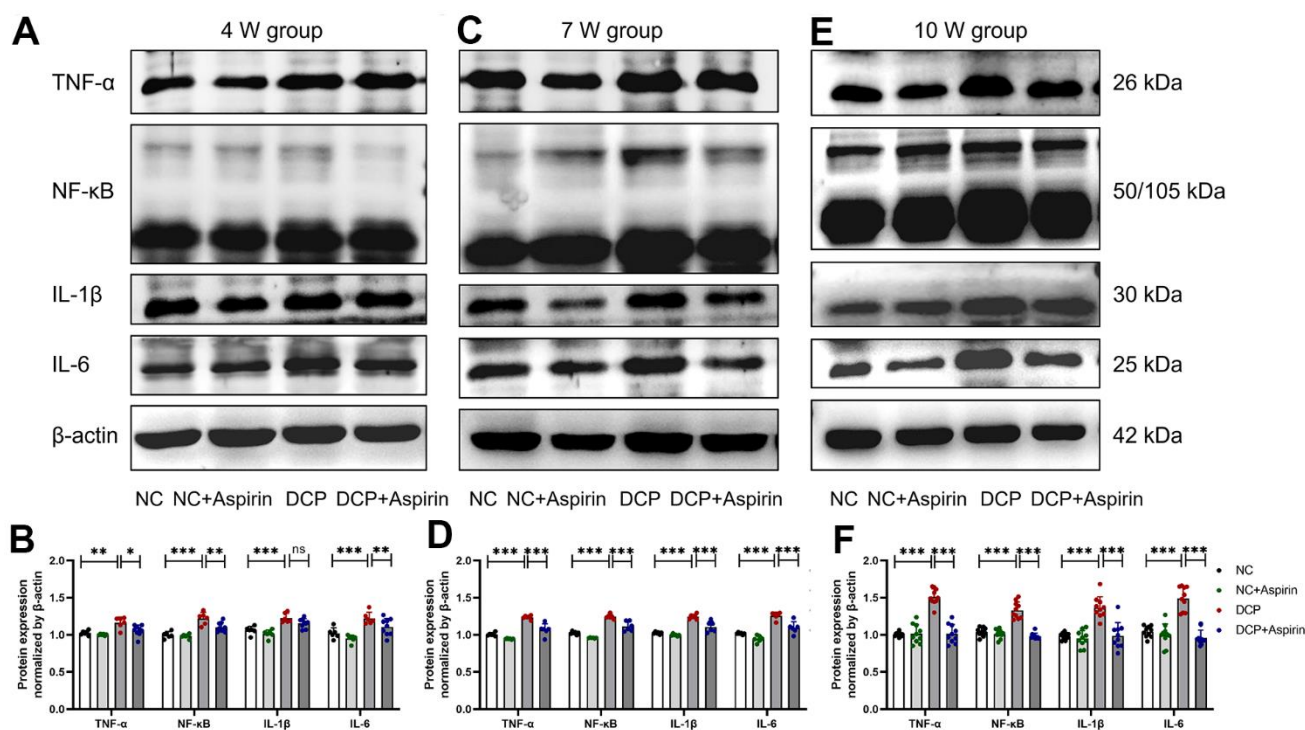 A
4 W group
C
7 W group
E
10 W group
TNF-α
26 kDa
NF-κB
50/105 kDa
IL-1β
30 kDa
IL-6
25 kDa
β-actin
42 kDa
NC NC+Aspirin DCP DCP+Aspirin
NC NC+Aspirin DCP DCP+Aspirin
NC NC+Aspirin DCP DCP+Aspirin
B
Protein expression
normalized by β-actin
2.0
1.5
1.0
0.5
0.0
** * *** ** *** ns *** **
TNF-α NF-κB IL-1β IL-6
D
Protein expression
normalized by β-actin
2.0
1.5
1.0
0.5
0.0
*** *** *** *** *** *** *** ***
TNF-α NF-κB IL-1β IL-6
F
Protein expression
normalized by β-actin
2.0
1.5
1.0
0.5
0.0
*** *** *** *** *** *** *** ***
TNF-α NF-κB IL-1β IL-6
NC
NC+Aspirin
DCP
DCP+Aspirin